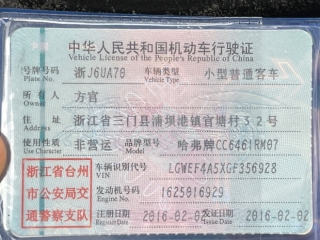 中华人民共和国机动车行驶证
Vehicle License of the People's Republic of China
号牌号码 浙J6UA78 车辆类型 小型普通客车
Plate No. Vehicle Type
所有人 方官
Owner
住址 浙江省三门县浦坝港镇官塘村32号
Address
使用性质 非营运 品牌型号 哈弗牌CC6461RM07
Use Character Model
浙江省台州市公安局交通警察支队
车辆识别代号 LGWEF4A5XGF356928
VIN
发动机号码 1625016929
Engine No.
注册日期 2016-02-02 发证日期 2016-02-02
Register Date Issue Date